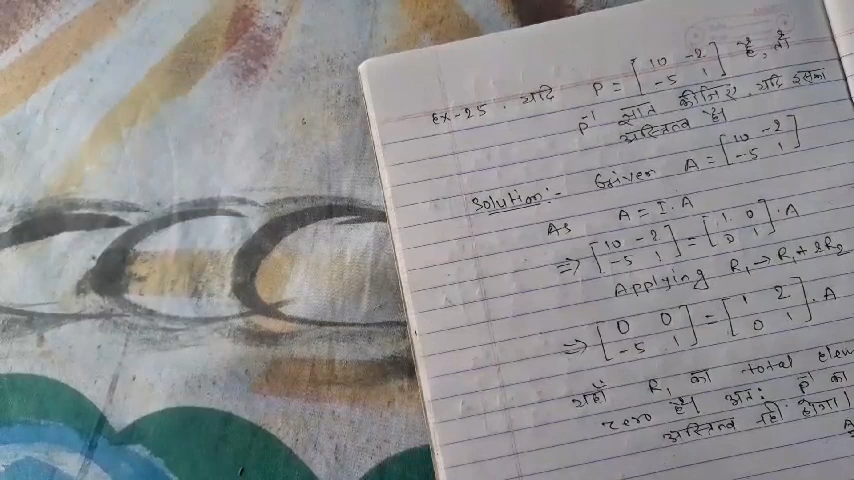 Ex-25. यदि P = [10 -2 -5 1] है, तो
P⁻¹ ज्ञात कीजिए, यदि इसका
अस्तित्व है।
Solution:- Given A = [10 -2 -5 1]
As A = I.A
⇒ [10 -2 -5 1] = [1 0 0 1].A
Applying R₁→R₁+2R₂
⇒ [0 0 -5 1] = [1 2 0 1].A
यहाँ R₁ का total elem
zero है। अतः P⁻¹ का
अस्तित्व नहीं होगा।
A